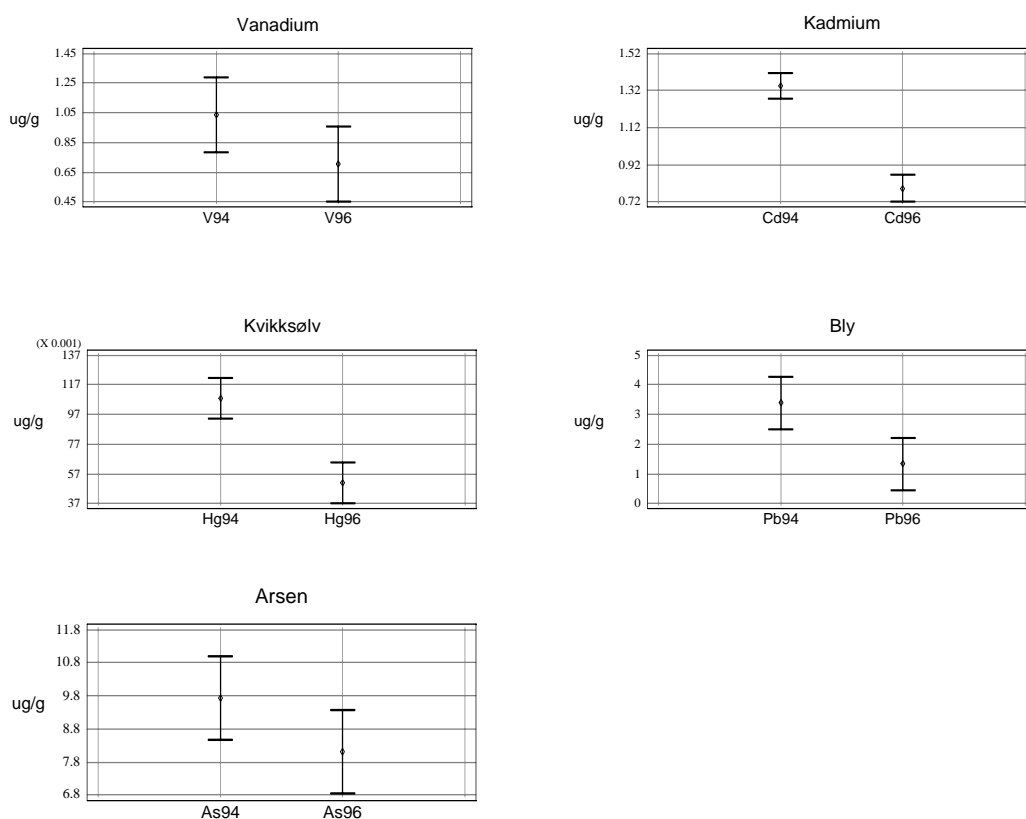 Vanadium
1.45
1.25
1.05
0.85
0.65
0.45
ug/g
V94 V96
Kadmium
1.52
1.32
1.12
0.92
0.72
ug/g
Cd94 Cd96
Kvikksølv
(X 0.001)
137
117
97
77
57
37
ug/g
Hg94 Hg96
Bly
5
4
3
2
1
0
ug/g
Pb94 Pb96
Arsen
11.8
10.8
9.8
8.8
7.8
6.8
ug/g
As94 As96